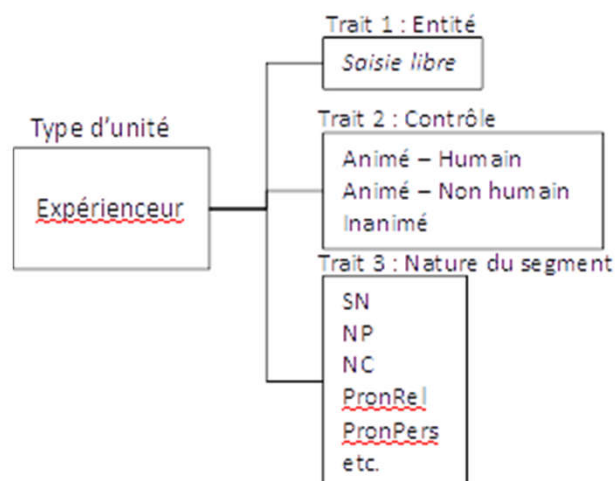 Trait 1 : Entité
Saisie libre
Type d'unité
Expérienceur
Trait 2 : Contrôle
Animé – Humain
Animé – Non humain
Inanimé
Trait 3 : Nature du segment
SN
NP
NC
PronRel
PronPers
etc.